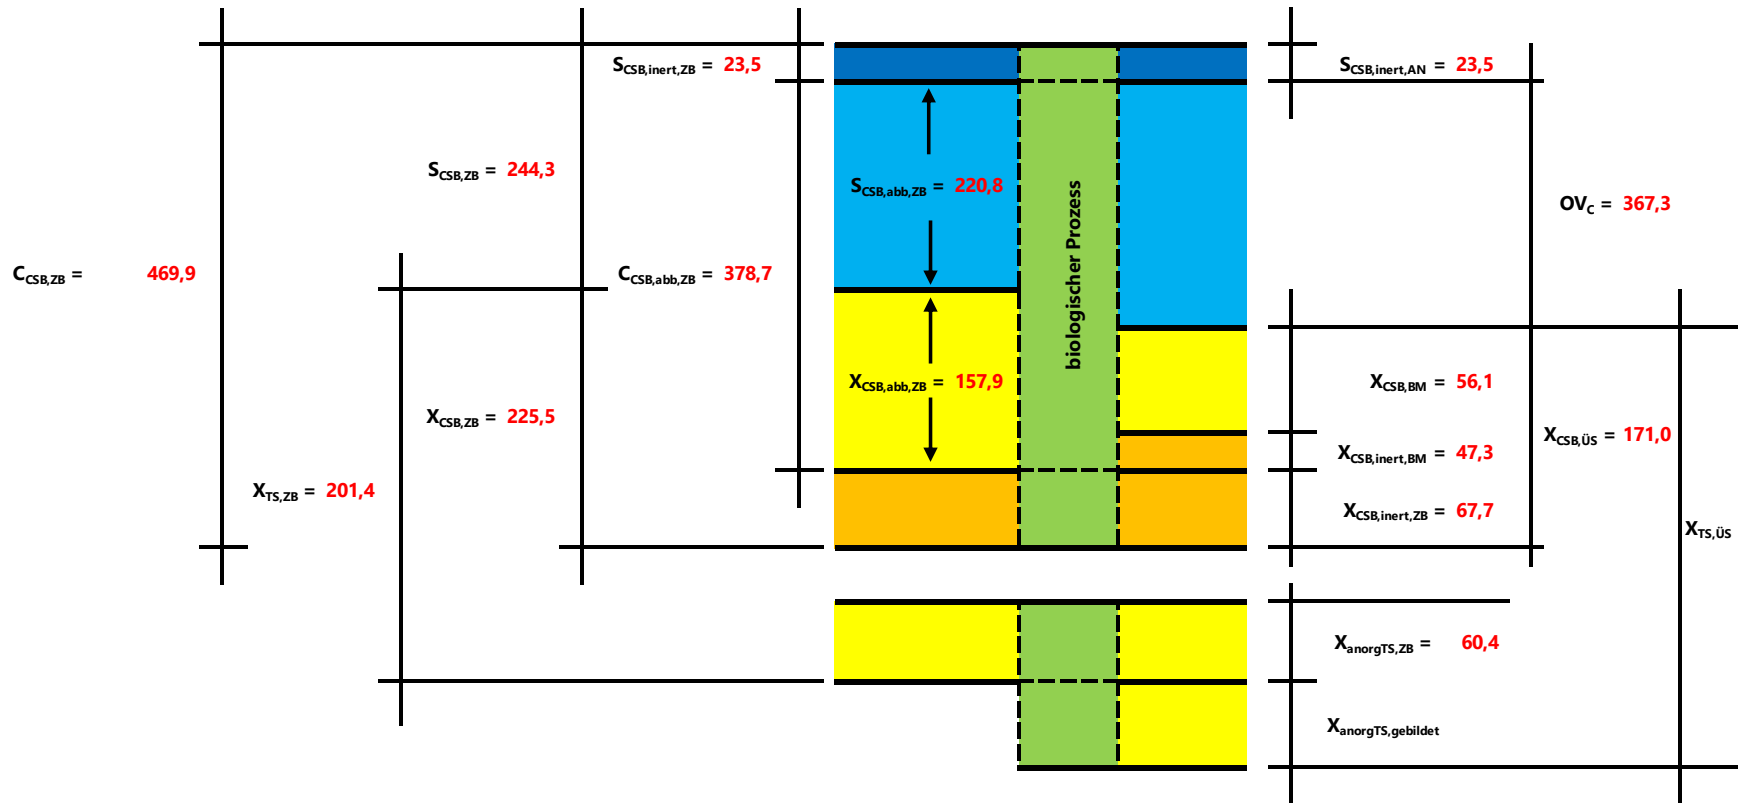 S_CSB,inert,ZB = 23,5
S_CSB,inert,AN = 23,5
S_CSB,ZB = 244,3
S_CSB,abb,ZB = 220,8
OV_C = 367,3
C_CSB,ZB = 469,9
C_CSB,abb,ZB = 378,7
biologischer Prozess
X_CSB,abb,ZB = 157,9
X_CSB,BM = 56,1
X_CSB,ZB = 225,5
X_CSB,ÜS = 171,0
X_CSB,inert,BM = 47,3
X_TS,ZB = 201,4
X_CSB,inert,ZB = 67,7
X_TS,ÜS
X_anorgTS,ZB = 60,4
X_anorgTS,gebildet